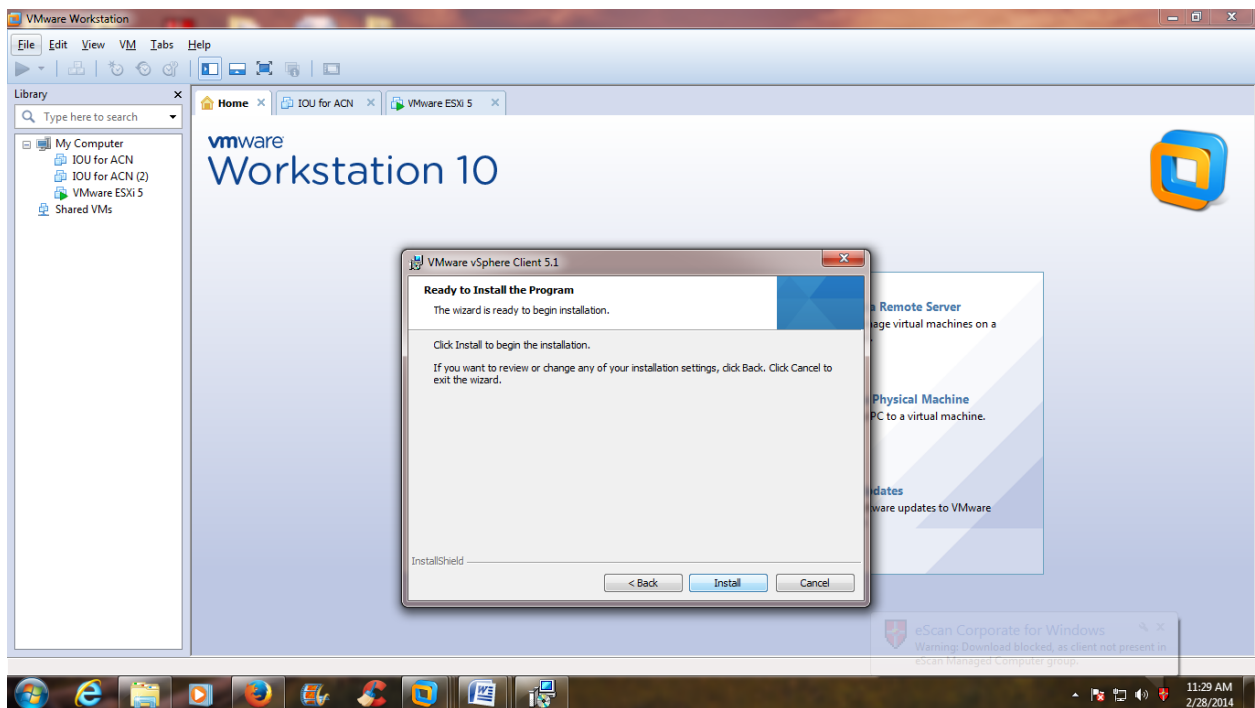 VMware Workstation
File Edit View VM Tabs Help
Library
Type here to search
My Computer
IOU for ACN
IOU for ACN (2)
VMware ESXi 5
Shared VMs
Home
IOU for ACN
VMware ESXi 5
vmware
Workstation 10
VMware vSphere Client 5.1
Ready to Install the Program
The wizard is ready to begin installation.
Click Install to begin the installation.
If you want to review or change any of your installation settings, click Back. Click Cancel to
exit the wizard.
InstallShield
< Back Install Cancel
Remote Server
virtual machines on a
Physical Machine
PC to a virtual machine.
updates to VMware
eScan Corporate for Windows
Warning: Download blocked, as client not present in
eScan Managed Computer group.
11:29 AM
2/28/2014